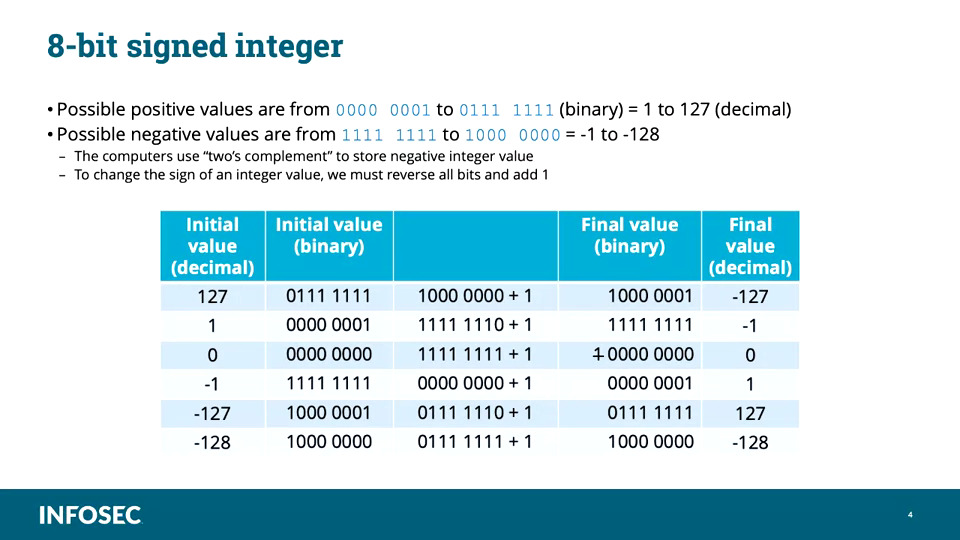 8-bit signed integer
• Possible positive values are from 0000 0001 to 0111 1111 (binary) = 1 to 127 (decimal)
• Possible negative values are from 1111 1111 to 1000 0000 = -1 to -128
– The computers use “two’s complement” to store negative integer value
– To change the sign of an integer value, we must reverse all bits and add 1
Initial value (decimal) Initial value (binary) Final value (binary) Final value (decimal)
127 0111 1111 1000 0000 + 1 1000 0001 -127
1 0000 0001 1111 1110 + 1 1111 1111 -1
0 0000 0000 1111 1111 + 1 1 0000 0000 0
-1 1111 1111 0000 0000 + 1 0000 0001 1
-127 1000 0001 0111 1110 + 1 0111 1111 127
-128 1000 0000 0111 1111 + 1 1000 0000 -128
INFOSEC
4